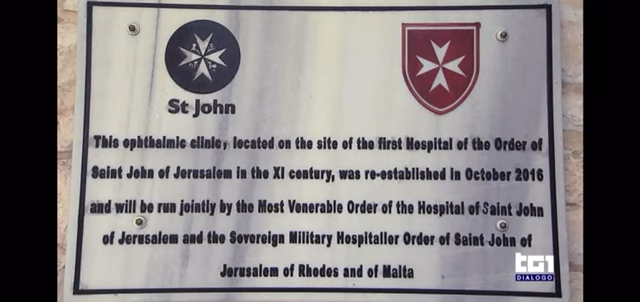 St John
This ophthalmic clinic, located on the site of the first Hospital of the Order of
Saint John of Jerusalem in the XI century, was re-established in October 2016
and will be run jointly by the Most Venerable Order of the Hospital of Saint John
of Jerusalem and the Sovereign Military Hospitaller Order of Saint John of
Jerusalem of Rhodes and of Malta
tg1
DIALOGO